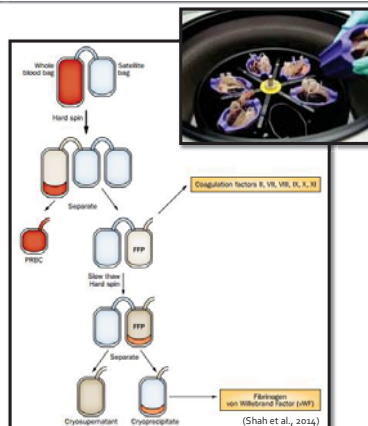 Whole
blood bag
Satellite
bag
Hard spin
Separate
Coagulation factors II, VII, VIII, IX, X, XI
PRBC
FFP
Slow thaw
Hard spin
FFP
Separate
Fibrinogen
von Willebrand Factor (vWF)
Cryosupernatant
Cryoprecipitate
(Shah et al., 2014)